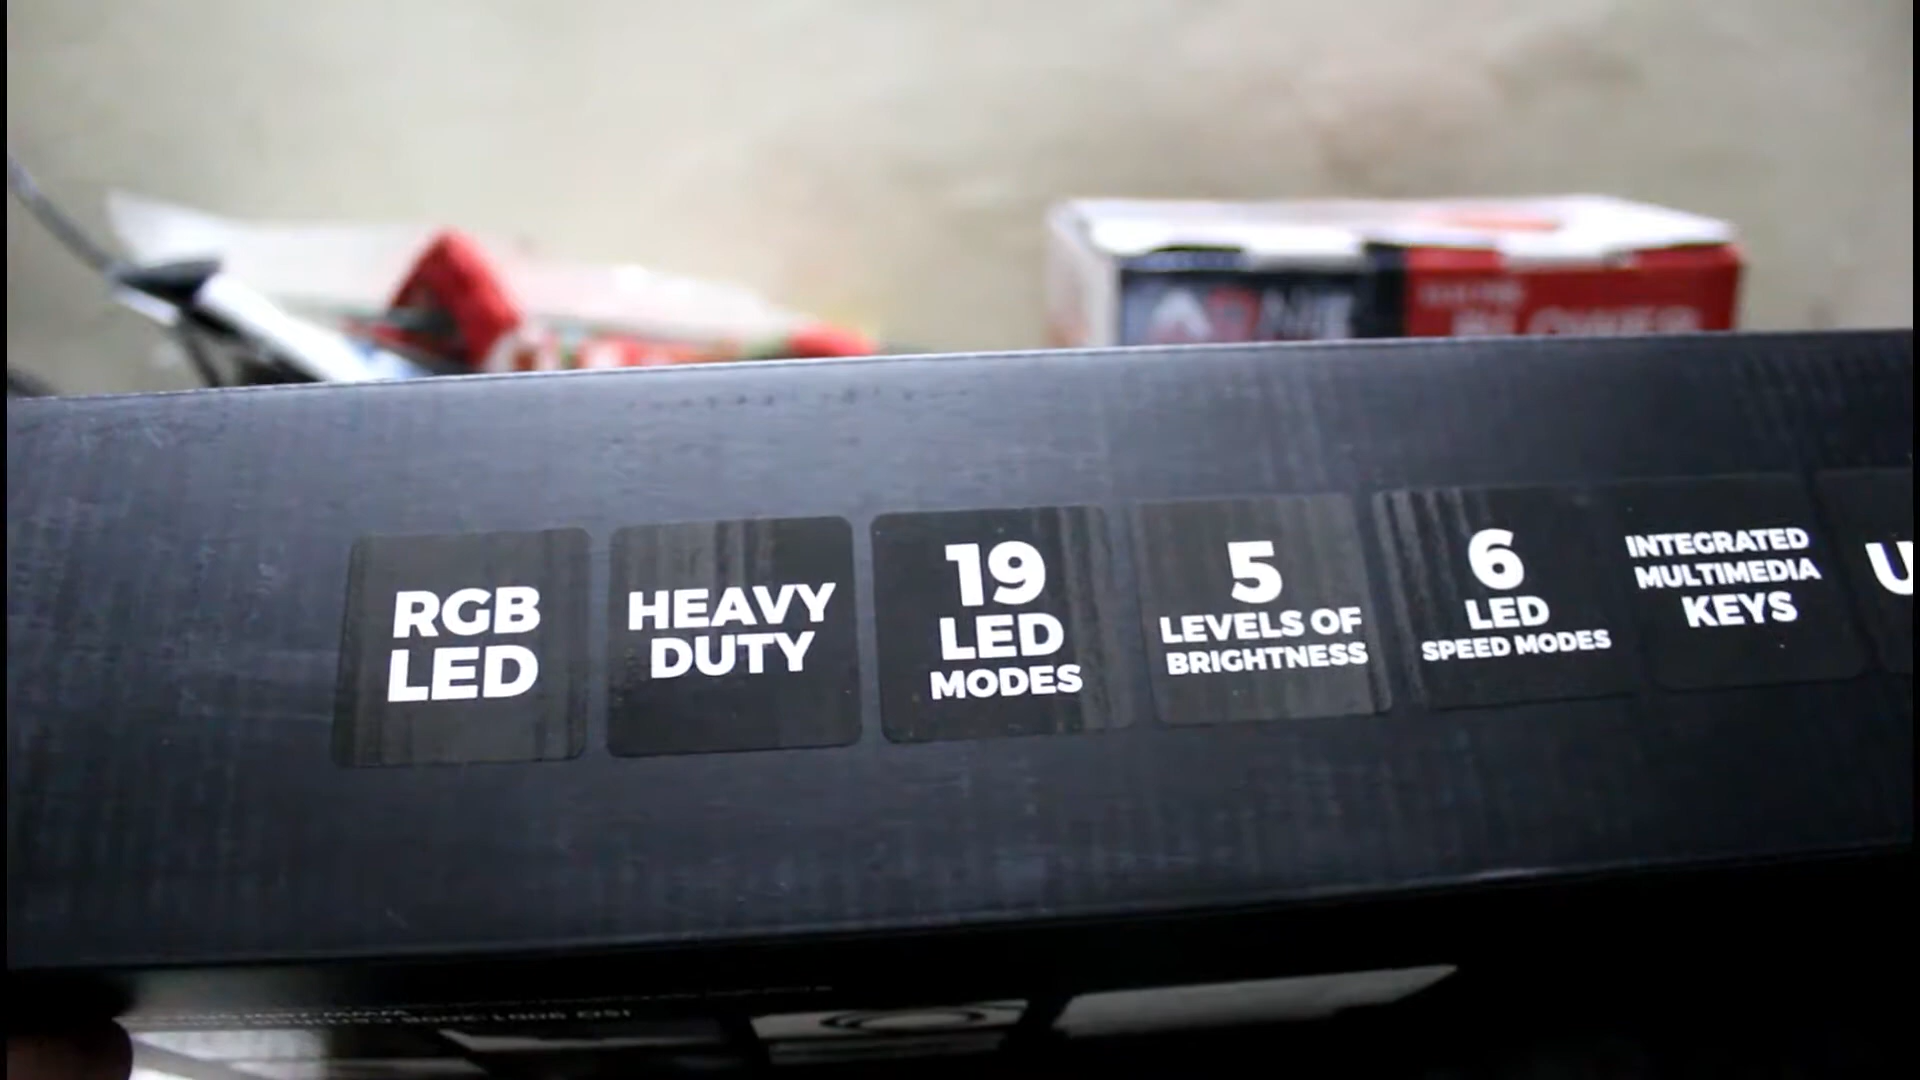 RGB
LED
HEAVY
DUTY
19
LED
MODES
5
LEVELS OF
BRIGHTNESS
6
LED
SPEED MODES
INTEGRATED
MULTIMEDIA
KEYS